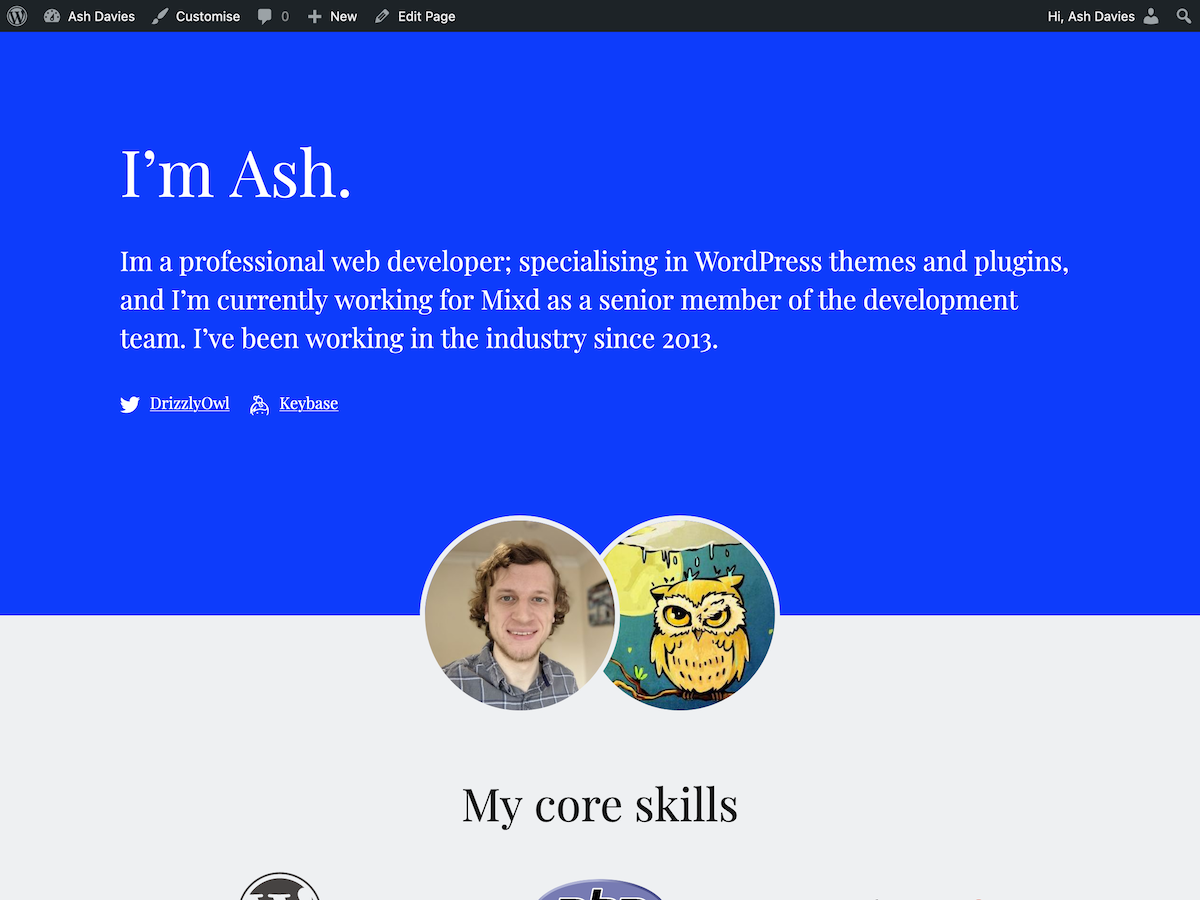 Ash Davies Customise 0 New Edit Page Hi, Ash Davies
I’m Ash.
Im a professional web developer; specialising in WordPress themes and plugins,
and I’m currently working for Mixd as a senior member of the development
team. I’ve been working in the industry since 2013.
DrizzlyOwl Keybase
My core skills
php